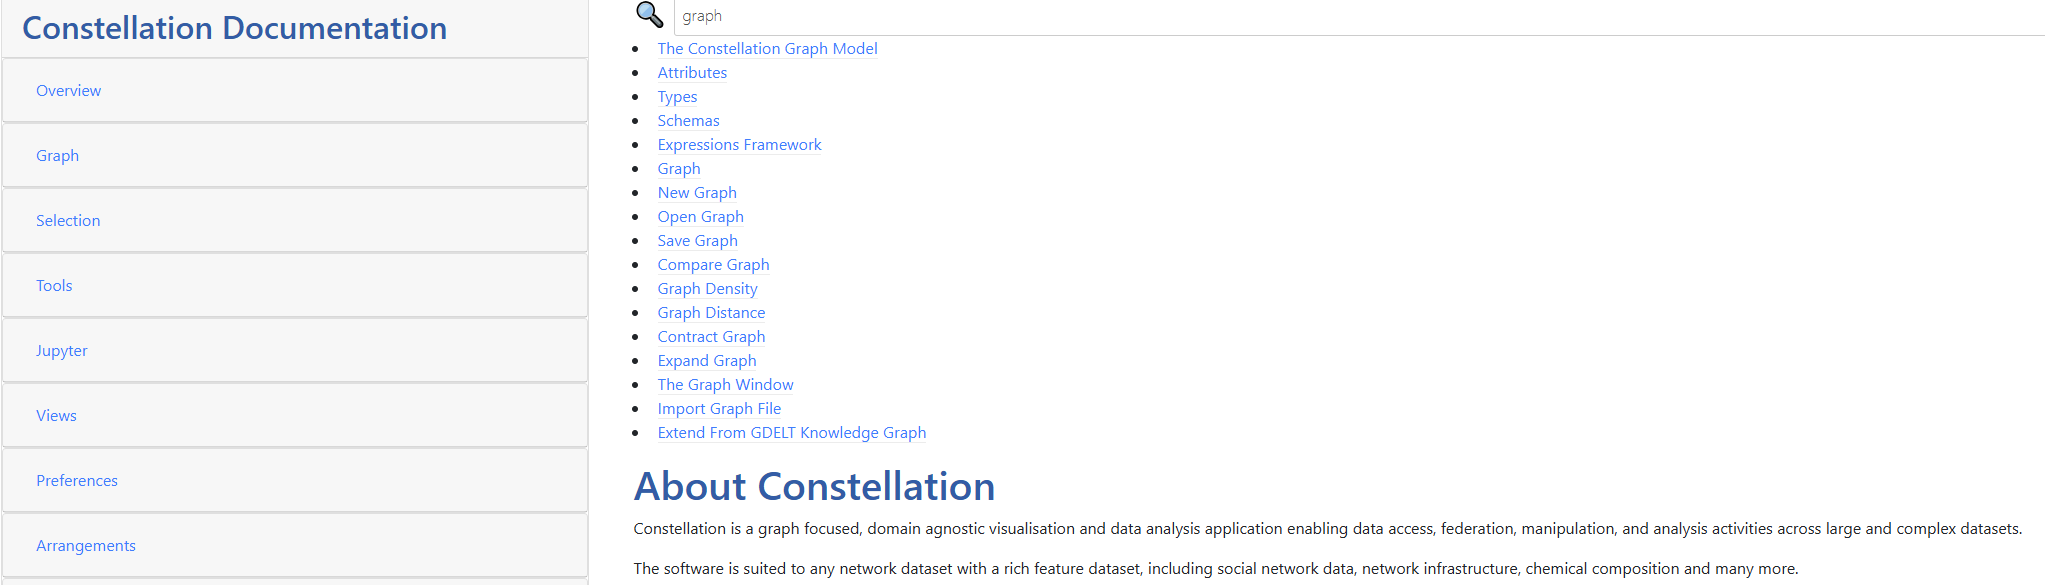 Constellation Documentation
Overview
Graph
Selection
Tools
Jupyter
Views
Preferences
Arrangements
graph
The Constellation Graph Model
Attributes
Types
Schemas
Expressions Framework
Graph
New Graph
Open Graph
Save Graph
Compare Graph
Graph Density
Graph Distance
Contract Graph
Expand Graph
The Graph Window
Import Graph File
Extend From GDELT Knowledge Graph
About Constellation
Constellation is a graph focused, domain agnostic visualisation and data analysis application enabling data access, federation, manipulation, and analysis activities across large and complex datasets.
The software is suited to any network dataset with a rich feature dataset, including social network data, network infrastructure, chemical composition and many more.